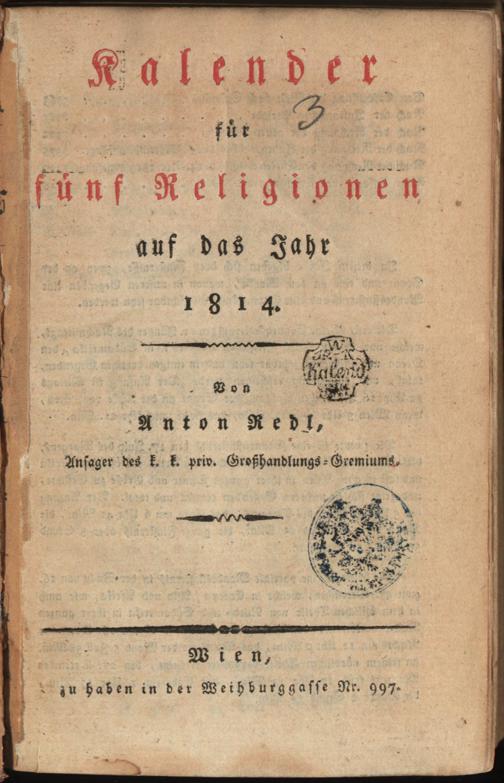 Kalender
3
für
fünf Religionen
auf das Jahr
1814.
Von
Anton Redl,
Ansager des k. k. priv. Großhandlungs-Gremiums.
Wien,
zu haben in der Weihburggasse Nr. 997.